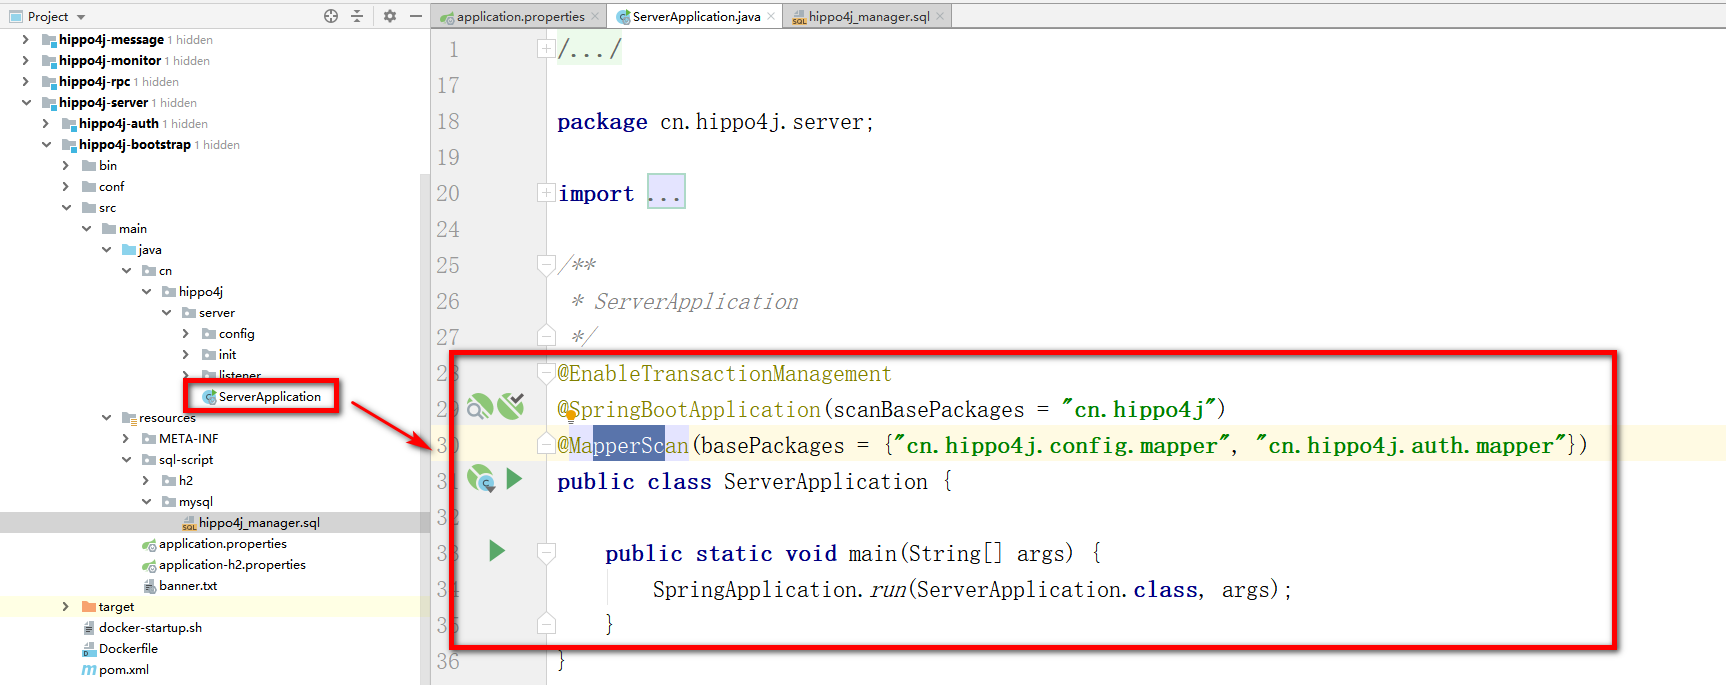 Project
hippo4j-message 1 hidden
hippo4j-monitor 1 hidden
hippo4j-rpc 1 hidden
hippo4j-server 1 hidden
hippo4j-auth 1 hidden
hippo4j-bootstrap 1 hidden
bin
conf
src
main
java
cn
hippo4j
server
config
init
listener
ServerApplication
resources
META-INF
sql-script
h2
mysql
hippo4j_manager.sql
application.properties
application-h2.properties
banner.txt
target
docker-startup.sh
Dockerfile
pom.xml
application.properties ServerApplication.java hippo4j_manager.sql
1 /.../
17
18 package cn.hippo4j.server;
19
20 import ...
24
25 /**
26 * ServerApplication
27 */
28 @EnableTransactionManagement
29 @SpringBootApplication(scanBasePackages = "cn.hippo4j")
30 @MapperScan(basePackages = {"cn.hippo4j.config.mapper", "cn.hippo4j.auth.mapper"})
31 public class ServerApplication {
32
33 public static void main(String[] args) {
34 SpringApplication.run(ServerApplication.class, args);
35 }
36 }